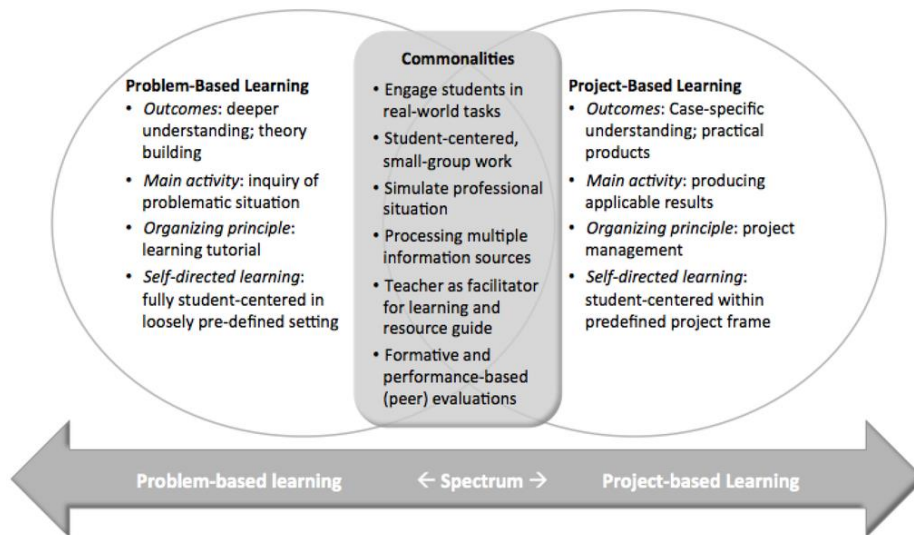 Problem-Based Learning
• Outcomes: deeper
understanding; theory
building
• Main activity: inquiry of
problematic situation
• Organizing principle:
learning tutorial
• Self-directed learning:
fully student-centered in
loosely pre-defined setting
Commonalities
• Engage students in
real-world tasks
• Student-centered,
small-group work
• Simulate professional
situation
• Processing multiple
information sources
• Teacher as facilitator
for learning and
resource guide
• Formative and
performance-based
(peer) evaluations
Project-Based Learning
• Outcomes: Case-specific
understanding; practical
products
• Main activity: producing
applicable results
• Organizing principle: project
management
• Self-directed learning:
student-centered within
predefined project frame
Problem-based learning ← Spectrum → Project-based Learning